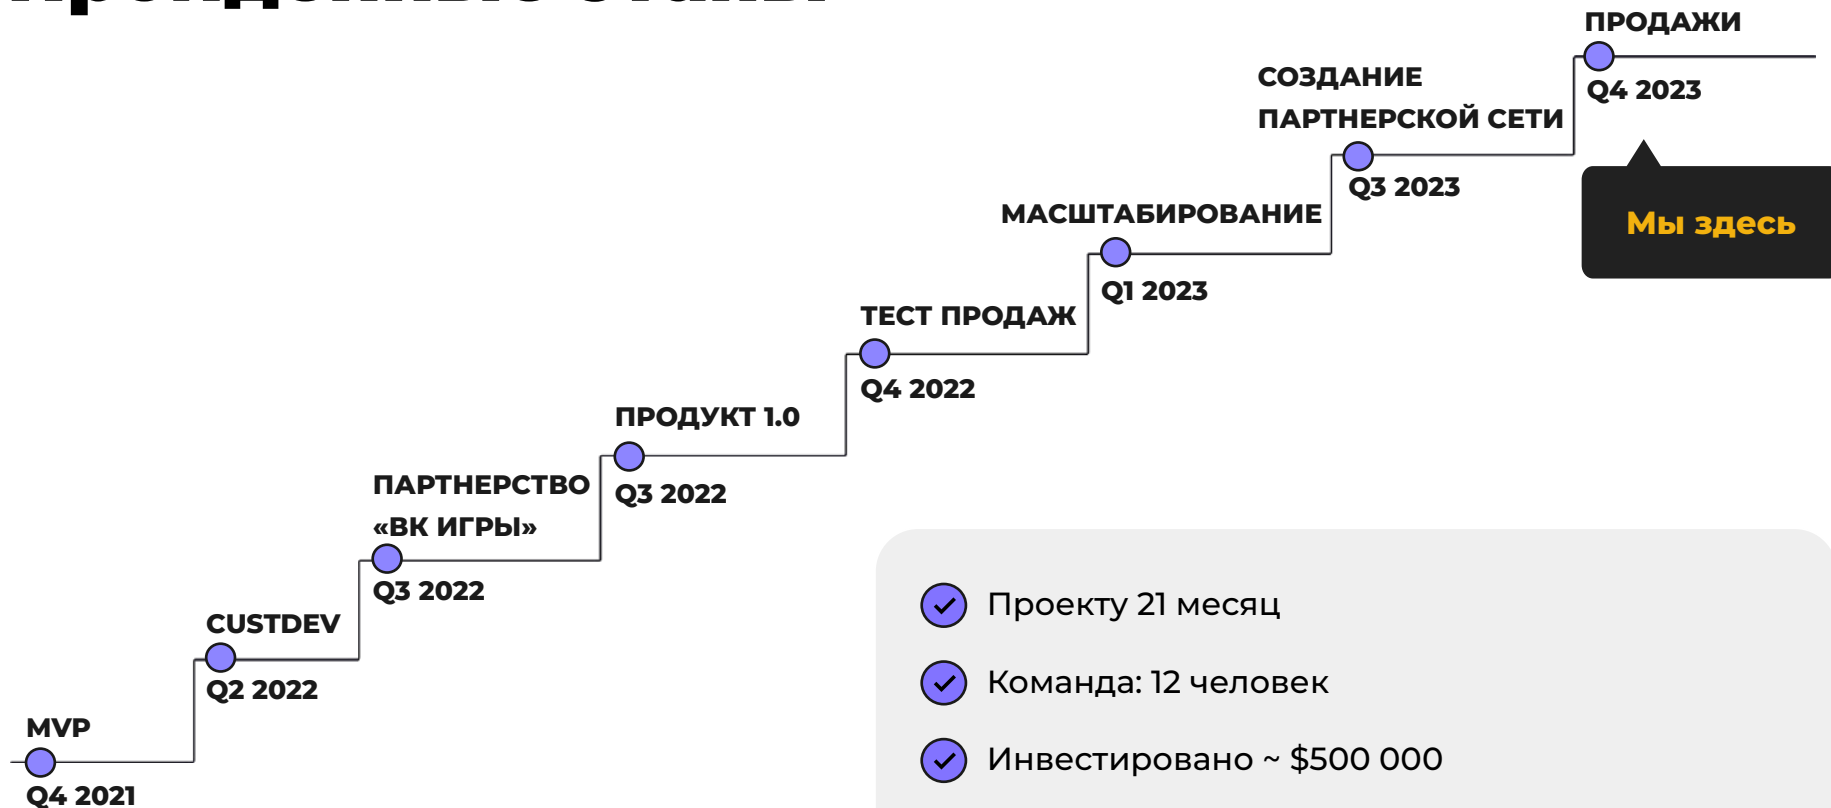 Пройденные этапы
ПРОДАЖИ
Q4 2023
СОЗДАНИЕ
ПАРТНЕРСКОЙ СЕТИ
Q3 2023
Мы здесь
МАСШТАБИРОВАНИЕ
Q1 2023
ТЕСТ ПРОДАЖ
Q4 2022
ПРОДУКТ 1.0
Q3 2022
ПАРТНЕРСТВО
«ВК ИГРЫ»
Q3 2022
CUSTDEV
Q2 2022
MVP
Q4 2021
Проекту 21 месяц
Команда: 12 человек
Инвестировано ~ $500 000